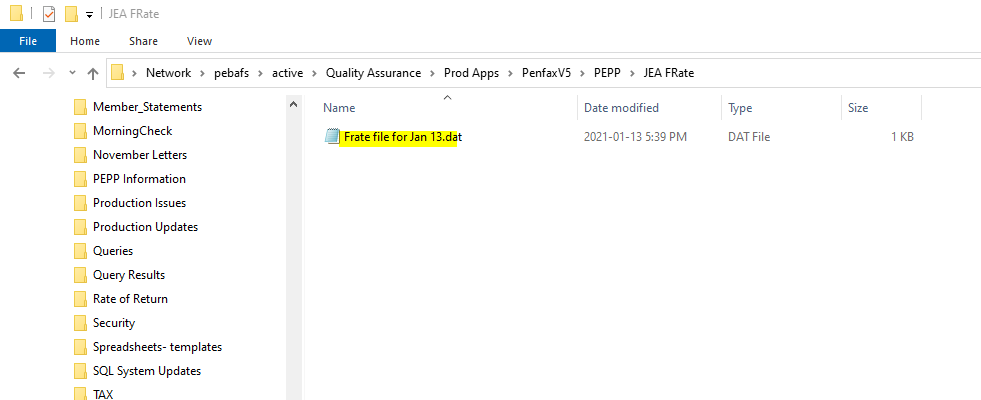 JEA FRate
File Home Share View
Network > pebafs > active > Quality Assurance > Prod Apps > PenfaxV5 > PEPP > JEA FRate
Member_Statements
MorningCheck
November Letters
PEPP Information
Production Issues
Production Updates
Queries
Query Results
Rate of Return
Security
Spreadsheets- templates
SQL System Updates
TAX
Name Date modified Type Size
Frate file for Jan 13.dat 2021-01-13 5:39 PM DAT File 1 KB